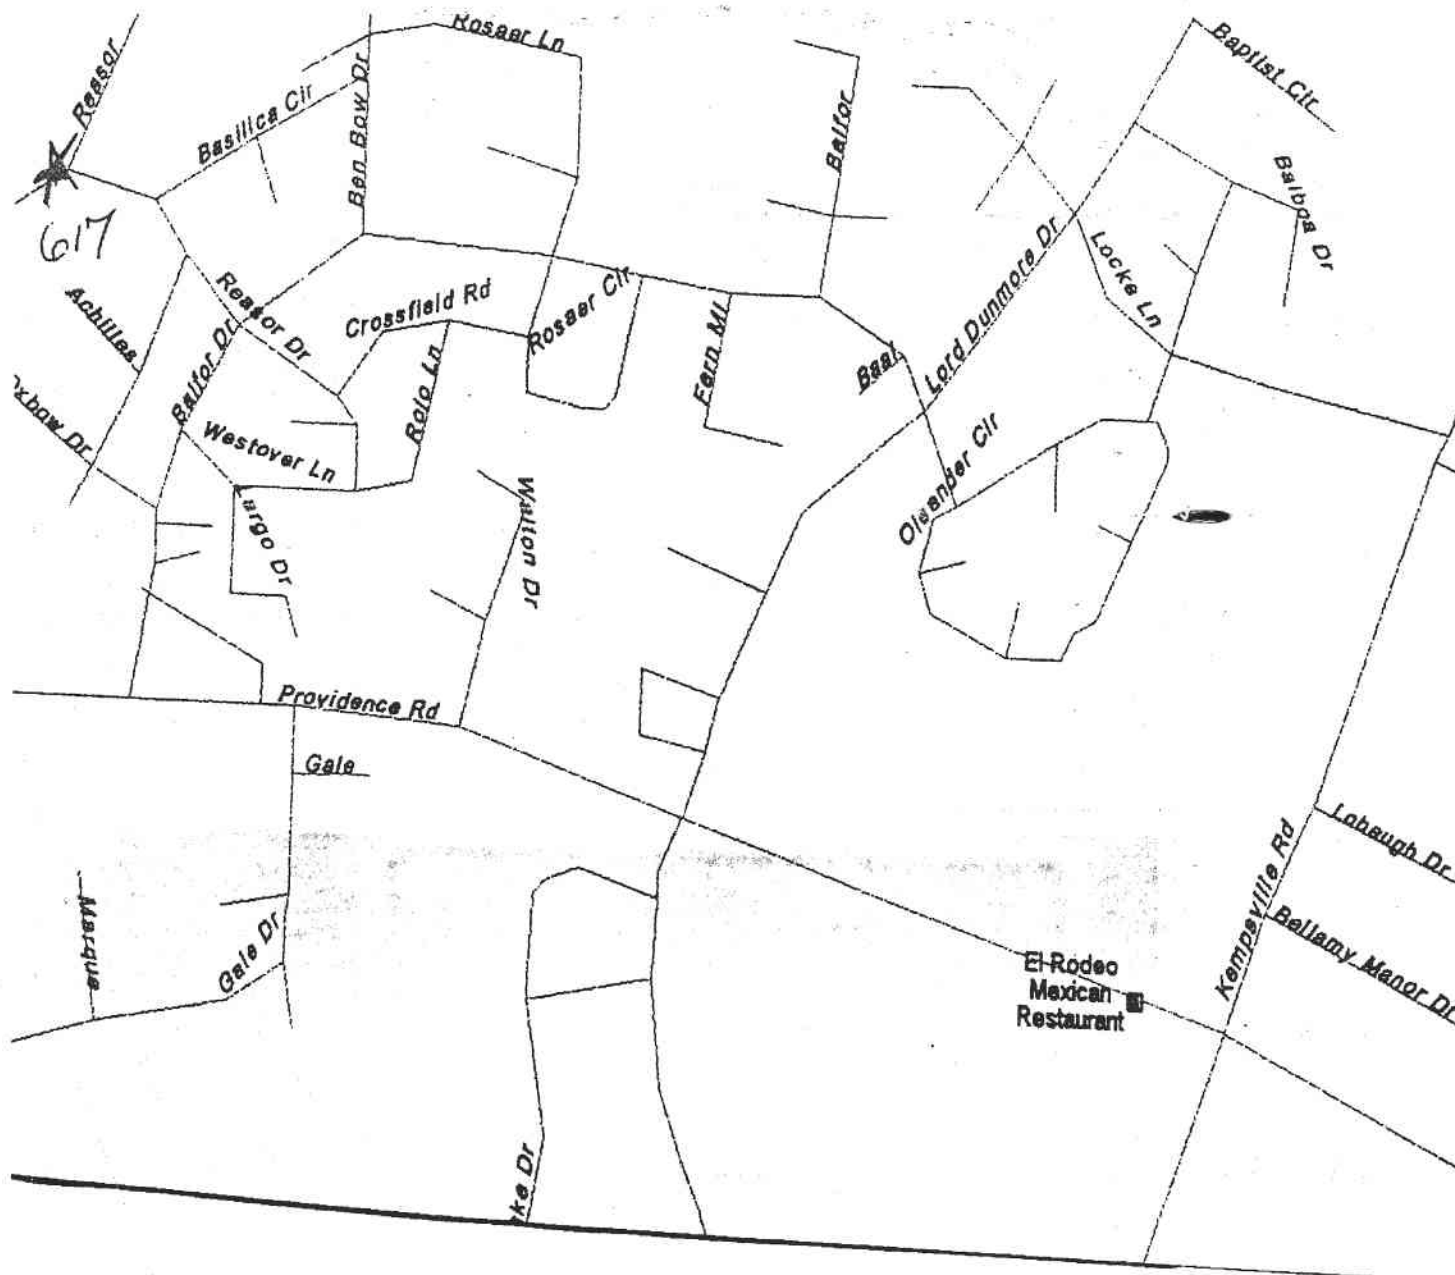 Rosaer Ln
Baptist Cir
Reasor
Basilica Cir
Ben Bow Dr
Balfor
Balboa Dr
617
Locke Ln
Lord Dunmore Dr
Reasor Dr
Crossfield Rd
Rosaer Cir
Achilles
Balfor Dr
Fern Ml
Baal
Rolo Ln
Oxbow Dr
Westover Ln
Oleander Cir
Largo Dr
Walton Dr
Providence Rd
Gale
Lobaugh Dr
Kempsville Rd
Marque
Gale Dr
Bellamy Manor Dr
El Rodeo
Mexican
Restaurant
ke Dr